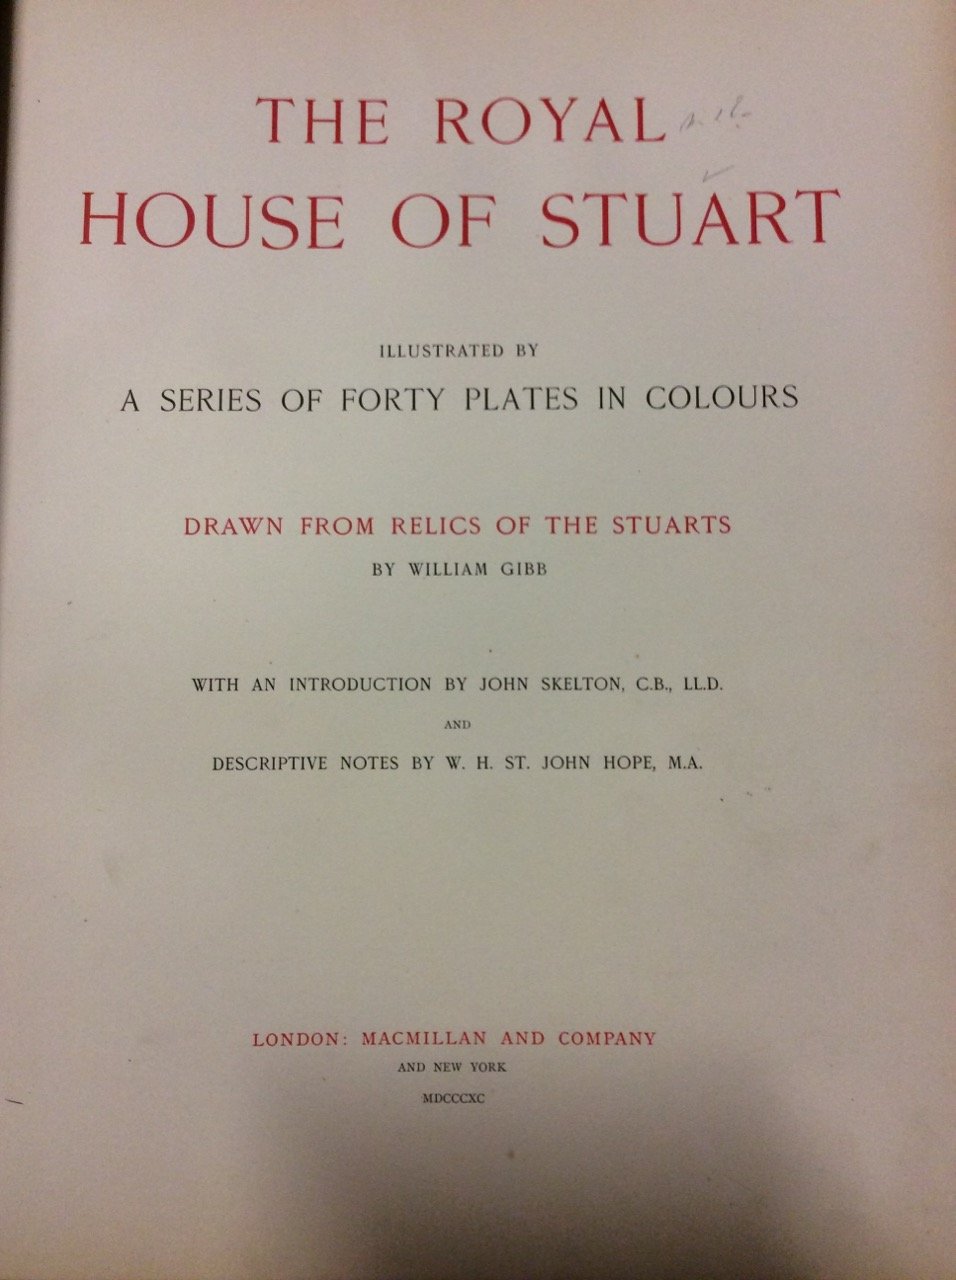 THE ROYAL
HOUSE OF STUART
ILLUSTRATED BY
A SERIES OF FORTY PLATES IN COLOURS
DRAWN FROM RELICS OF THE STUARTS
BY WILLIAM GIBB
WITH AN INTRODUCTION BY JOHN SKELTON, C.B., LL.D.
AND
DESCRIPTIVE NOTES BY W. H. ST. JOHN HOPE, M.A.
LONDON: MACMILLAN AND COMPANY
AND NEW YORK
MDCCCXC